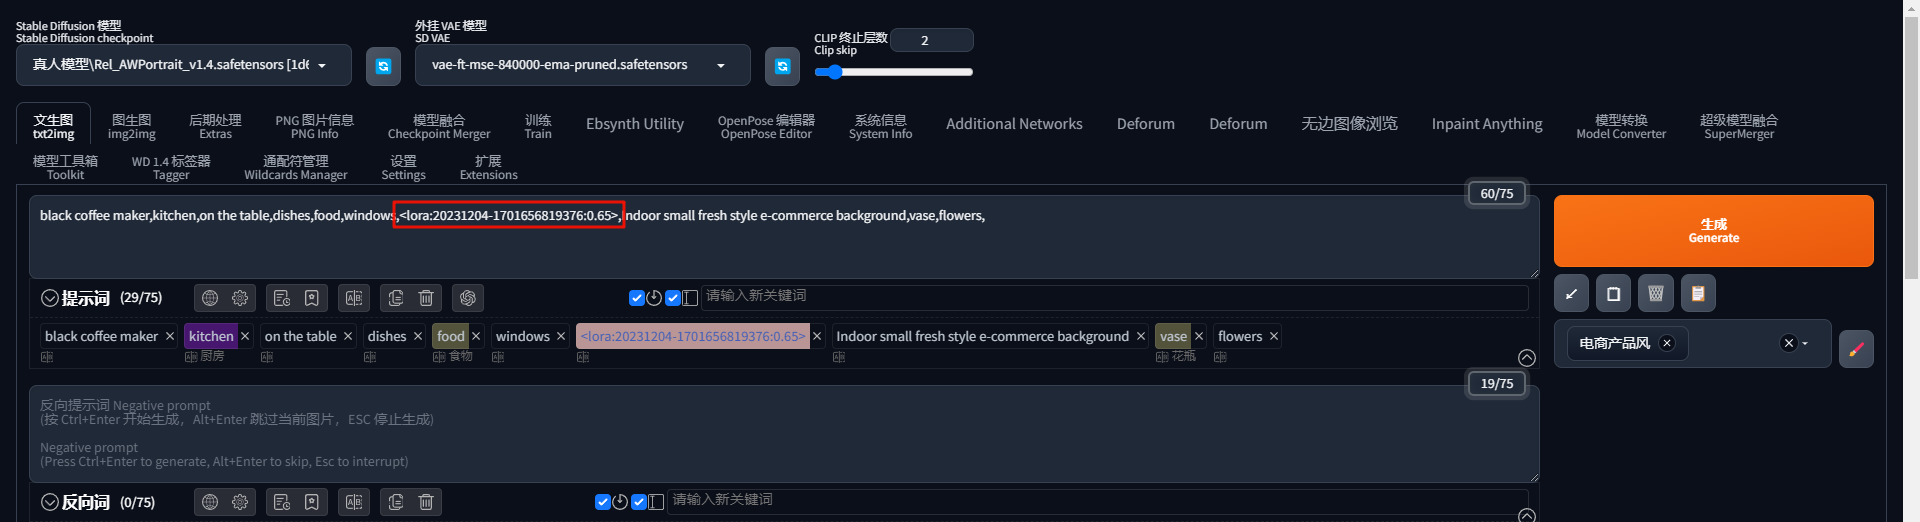 Stable Diffusion 模型
Stable Diffusion checkpoint
外挂 VAE 模型
SD VAE
CLIP 终止层数
Clip skip
2
真人模型\Rel_AWPortrait_v1.4.safetensors [1d6
vae-ft-mse-840000-ema-pruned.safetensors
文生图
txt2img
图生图
img2img
后期处理
Extras
PNG 图片信息
PNG Info
模型融合
Checkpoint Merger
训练
Train
Ebsynth Utility
OpenPose 编辑器
OpenPose Editor
系统信息
System Info
Additional Networks
Deforum
Deforum
无边图像浏览
Inpaint Anything
模型转换
Model Converter
超级模型融合
SuperMerger
模型工具箱
Toolkit
WD 1.4 标签器
Tagger
通配符管理
Wildcards Manager
设置
Settings
扩展
Extensions
60/75
black coffee maker,kitchen,on the table,dishes,food,windows,<lora:20231204-1701656819376:0.65>,Indoor small fresh style e-commerce background,vase,flowers,
生成
Generate
提示词 (29/75)
请输入新关键词
black coffee maker × kitchen × on the table × dishes × food × windows × <lora:20231204-1701656819376:0.65> × Indoor small fresh style e-commerce background × vase × flowers ×
厨房 食物 花瓶
电商产品风 ×
19/75
反向提示词 Negative prompt
(按 Ctrl+Enter 开始生成，Alt+Enter 跳过当前图片，ESC 停止生成)
Negative prompt
(Press Ctrl+Enter to generate, Alt+Enter to skip, Esc to interrupt)
反向词 (0/75)
请输入新关键词